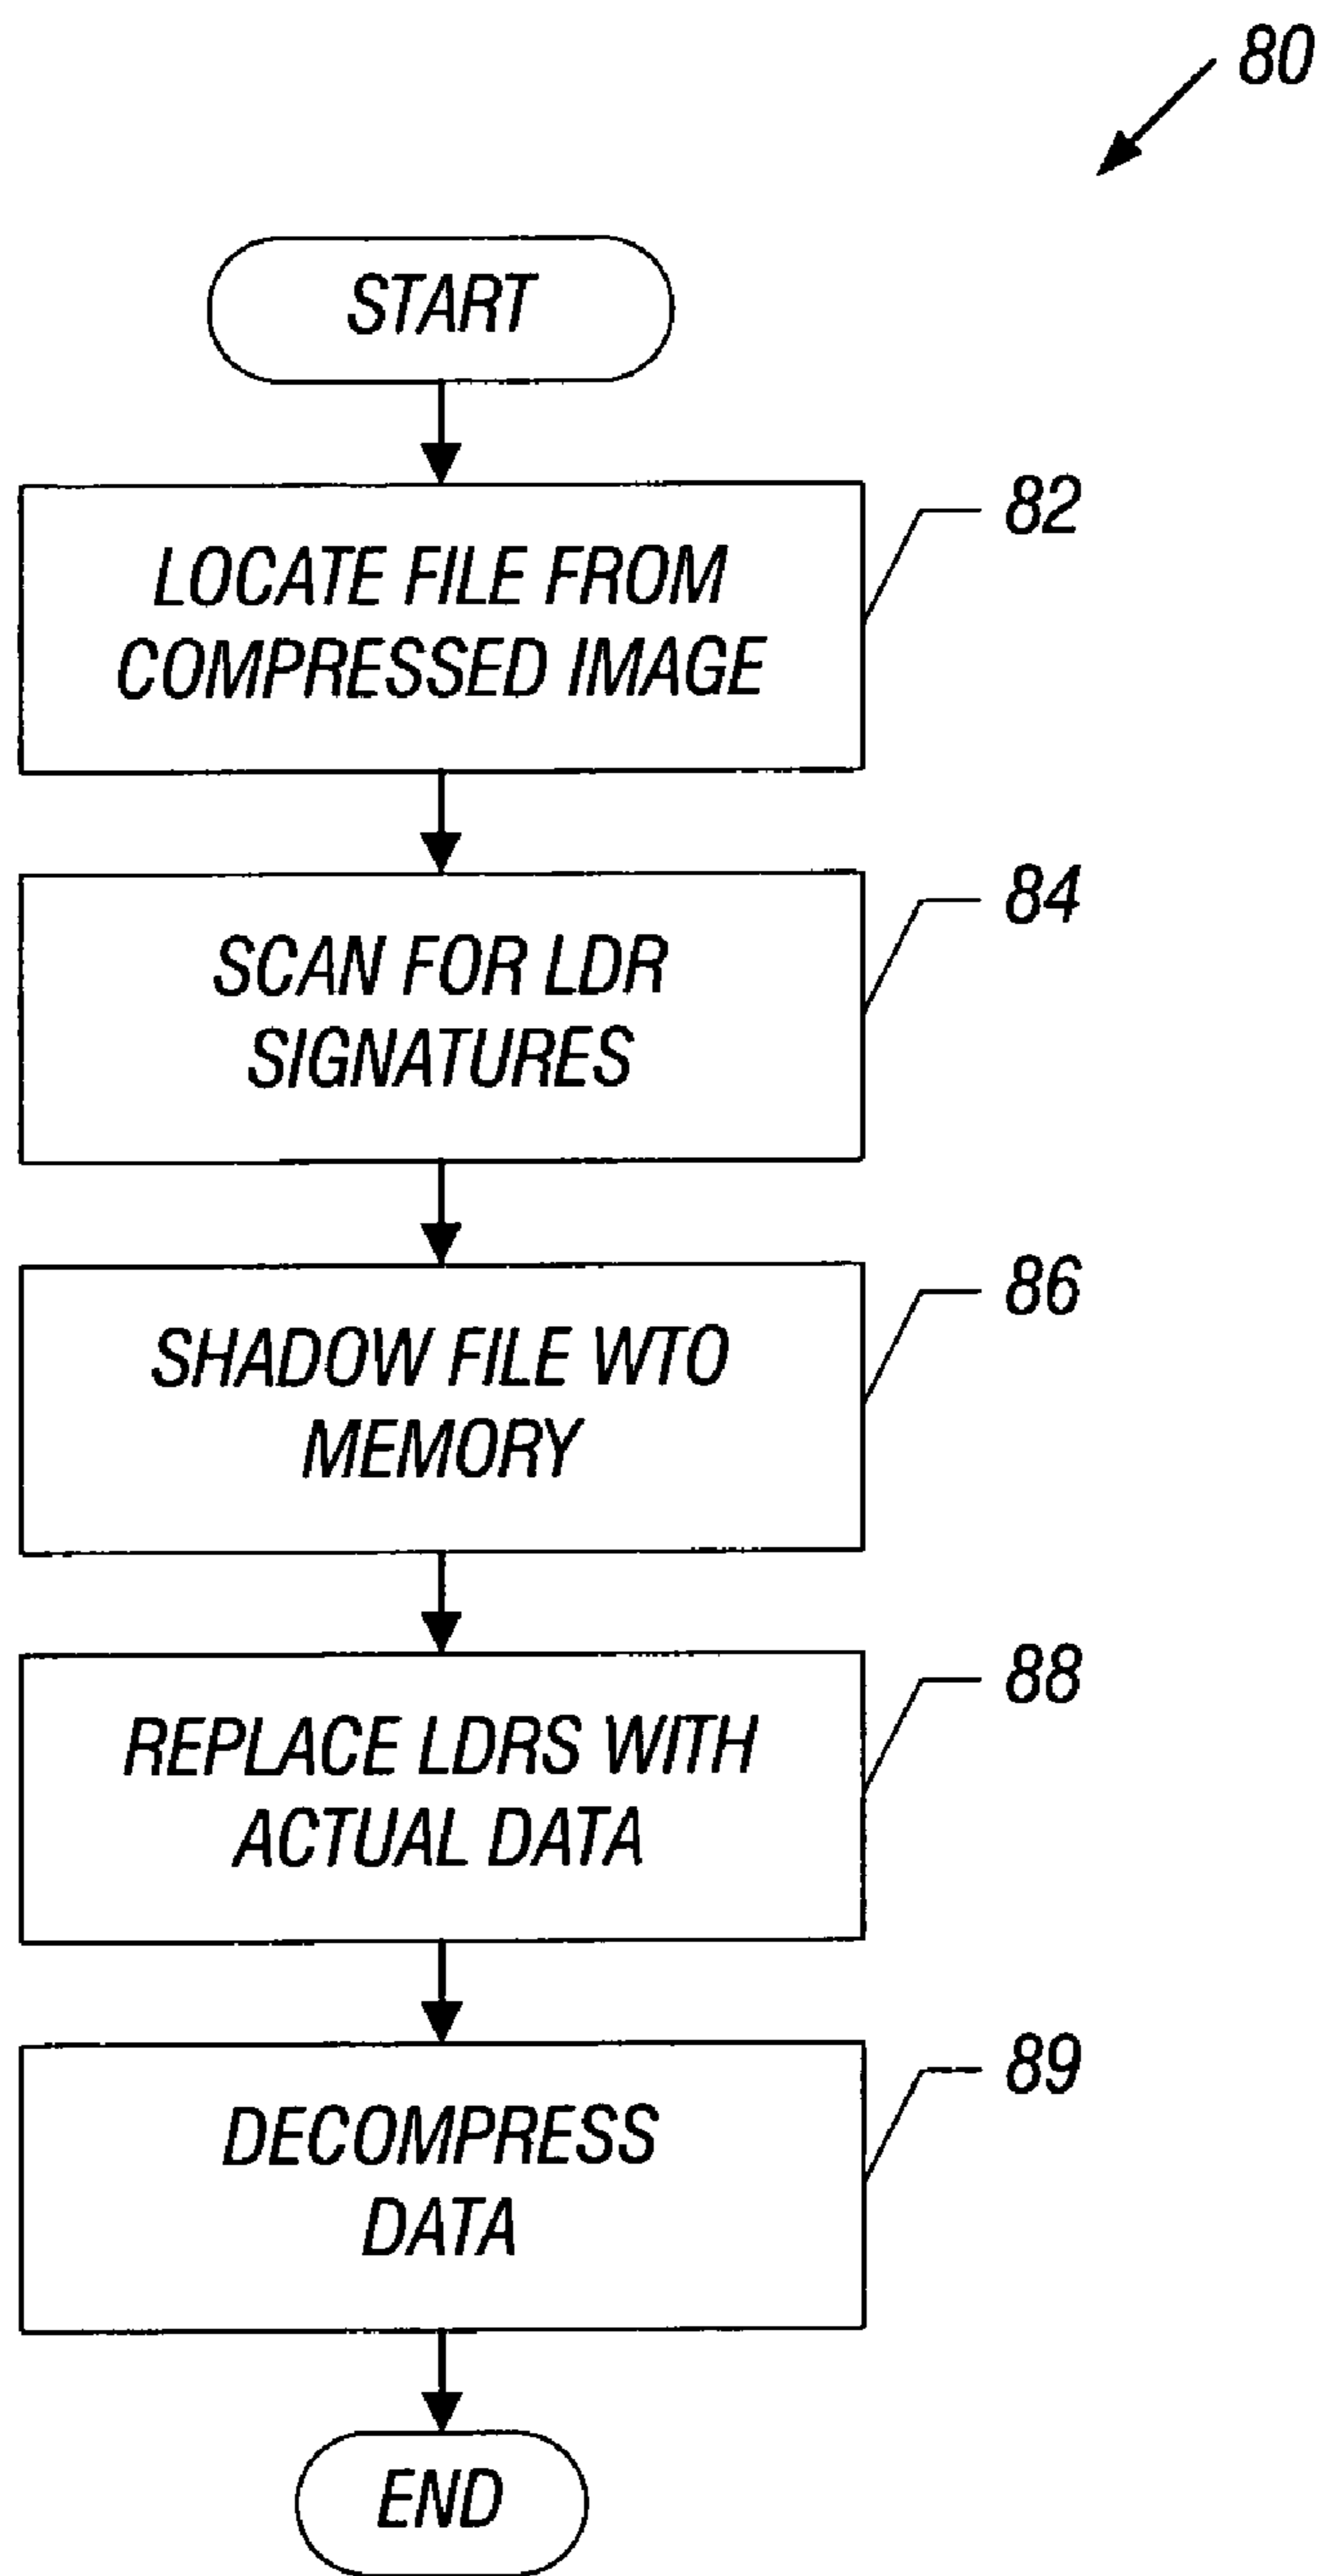 80
START
LOCATE FILE FROM
COMPRESSED IMAGE
82
SCAN FOR LDR
SIGNATURES
84
SHADOW FILE WTO
MEMORY
86
REPLACE LDRS WITH
ACTUAL DATA
88
DECOMPRESS
DATA
89
END